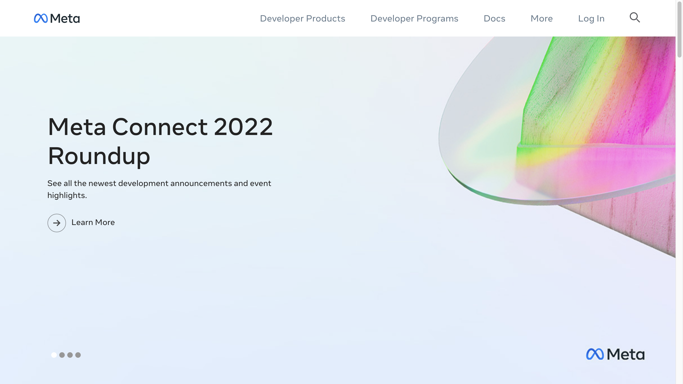 Meta
Developer Products
Developer Programs
Docs
More
Log In
Meta Connect 2022
Roundup
See all the newest development announcements and event
highlights.
Learn More
Meta